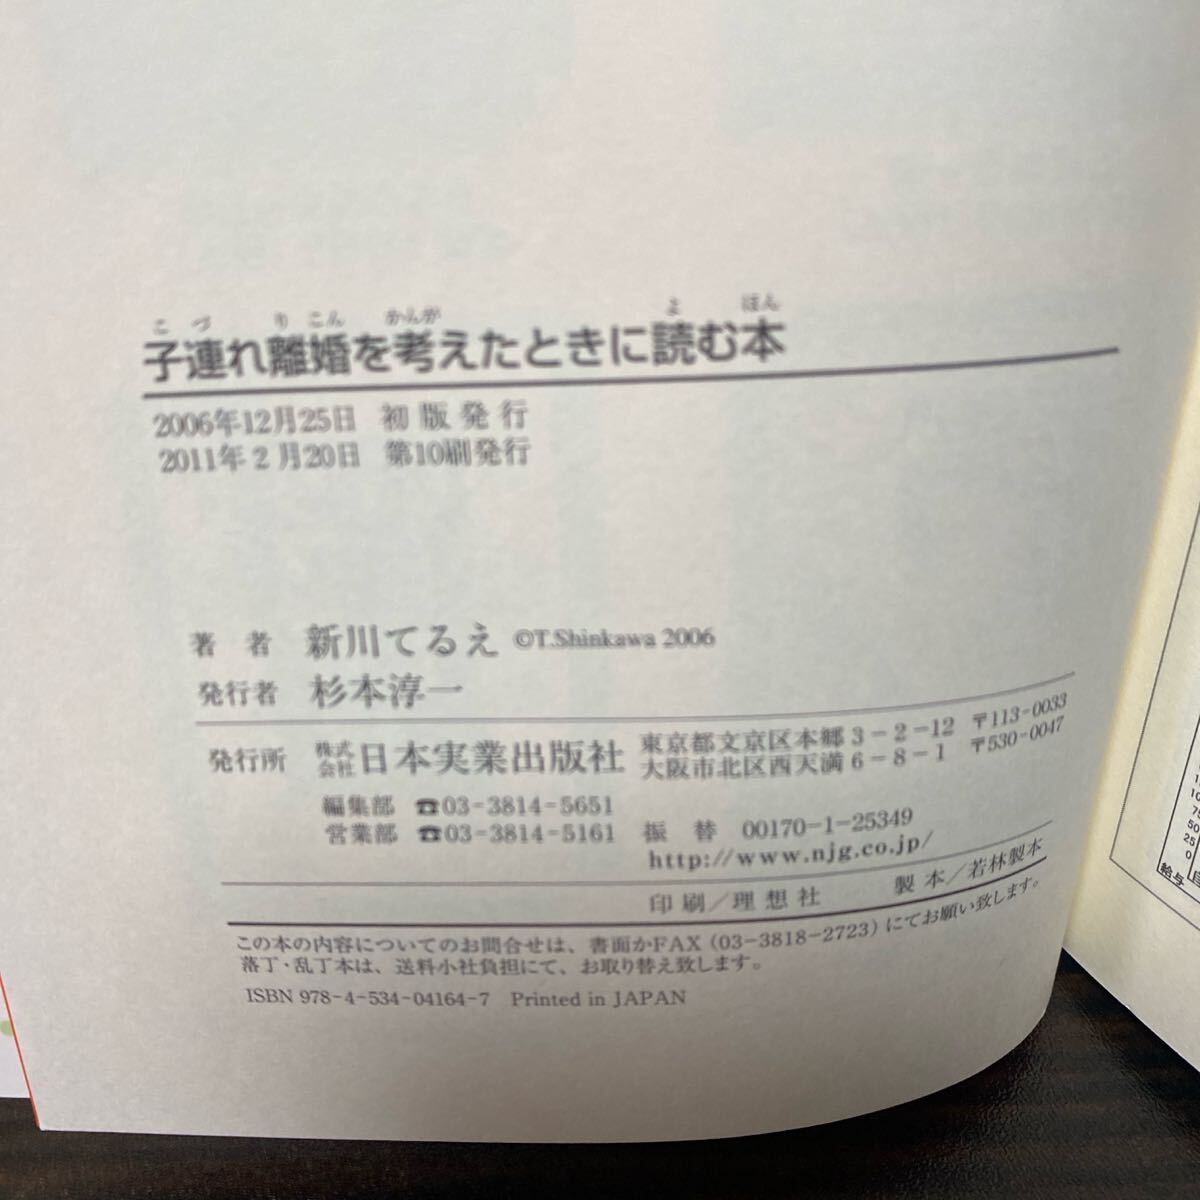 こ づ り こん かんが よ ほん
子連れ離婚を考えたときに読む本
2006年12月25日 初版発行
2011年2月20日 第10刷発行
著 者 新川てるえ ©T.Shinkawa 2006
発行者 杉本淳一
発行所 株式会社 日本実業出版社 東京都文京区本郷3-2-12 〒113-0033
大阪市北区西天満6-8-1 〒530-0047
編集部 ☎03-3814-5651
営業部 ☎03-3814-5161 振 替 00170-1-25349
http://www.njg.co.jp/
印刷/理想社 製本/若林製本
この本の内容についてのお問合せは、書面かFAX(03-3818-2723)にてお願い致します。
落丁・乱丁本は、送料小社負担にて、お取り替え致します。
ISBN 978-4-534-04164-7 Printed in JAPAN
50
25
0
給与